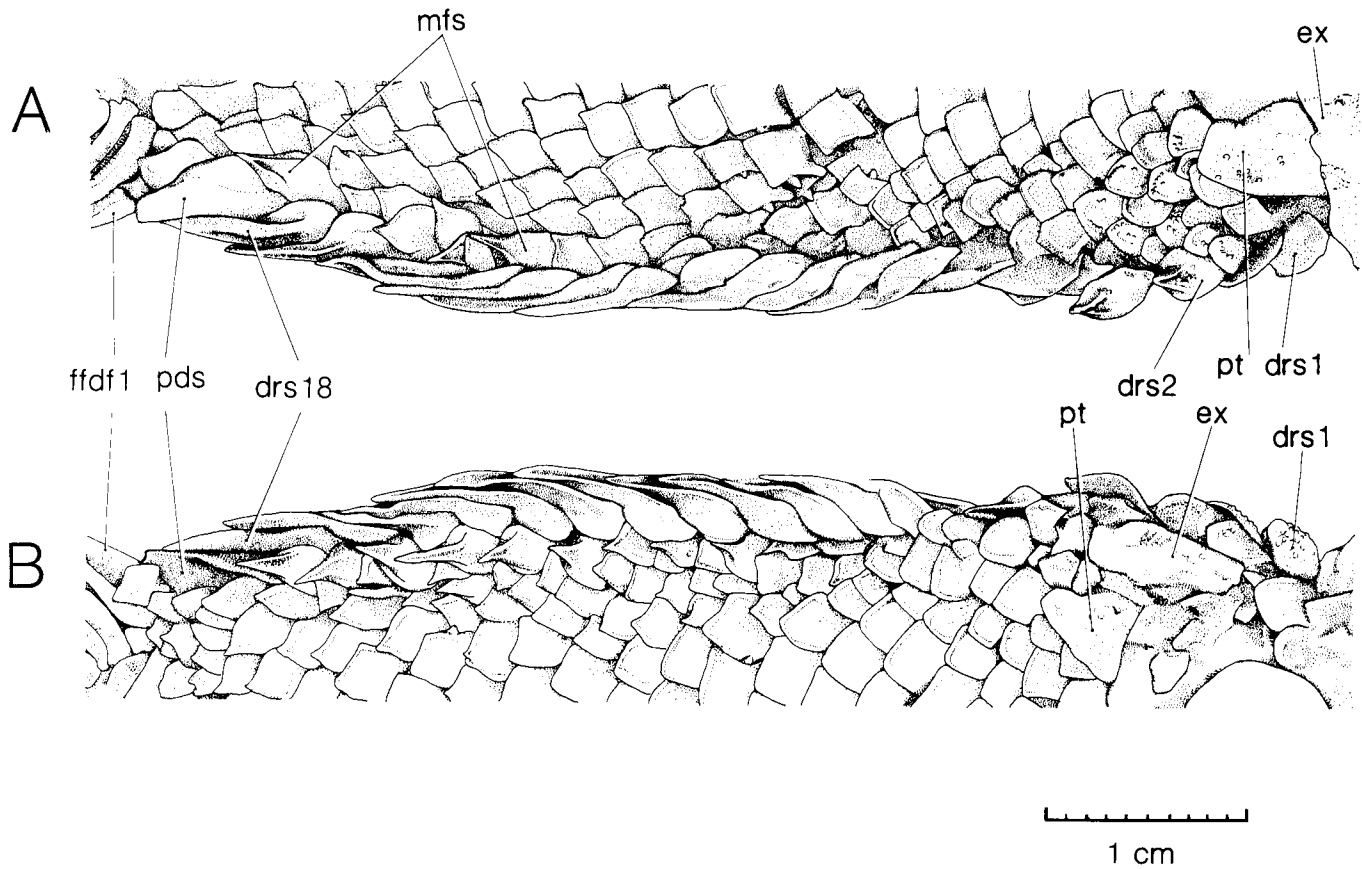 mfs
ex
A
ffdf1 pds drs18
drs2 pt drs1
pt ex drs1
B
1 cm